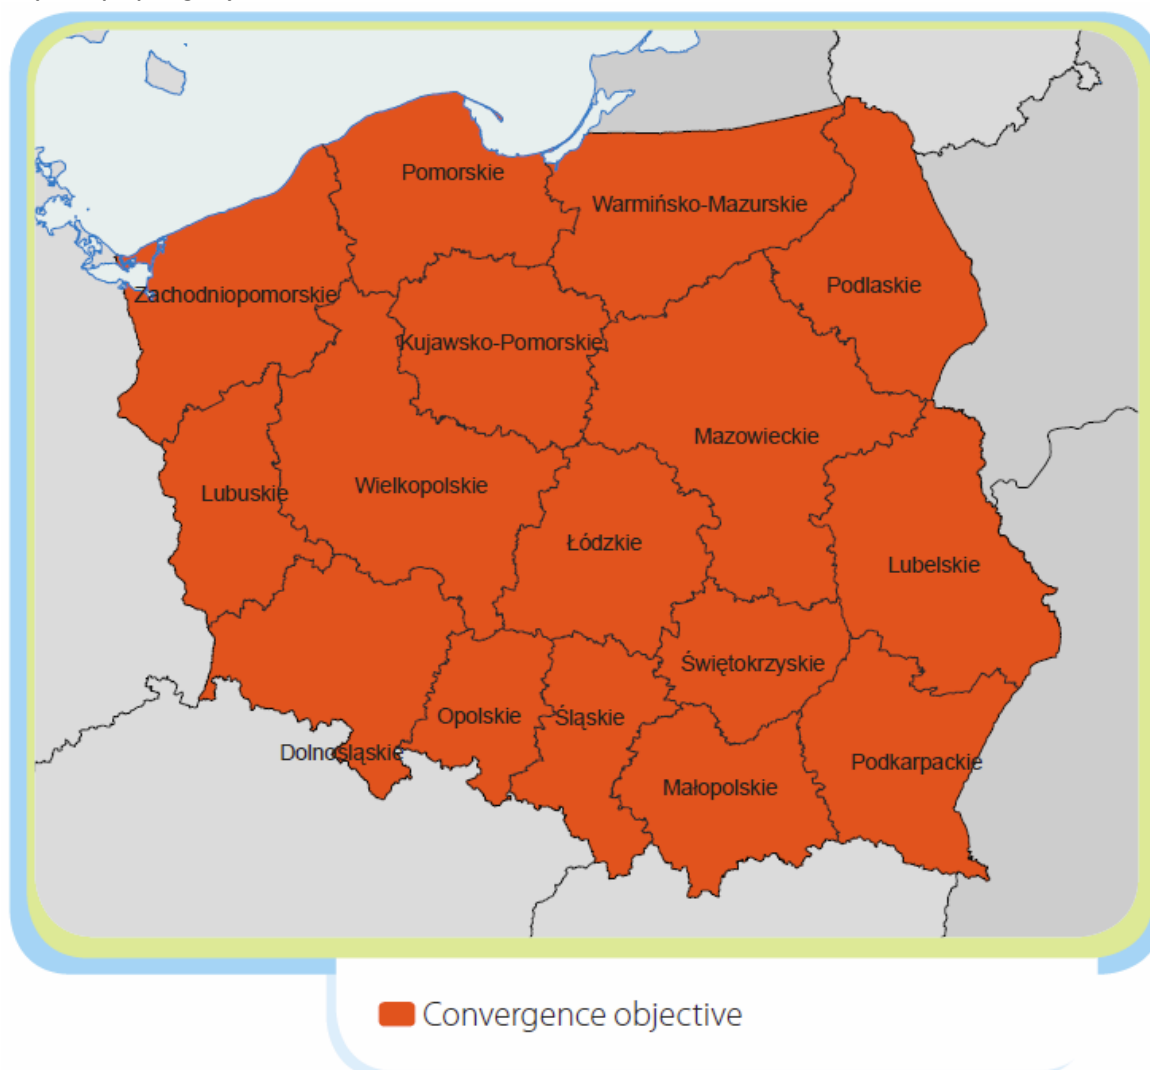 Pomorskie
Warmińsko-Mazurskie
Podlaskie
Zachodniopomorskie
Kujawsko-Pomorskie
Mazowieckie
Wielkopolskie
Lubuskie
Łódzkie
Lubelskie
Świętokrzyskie
Opolskie
Śląskie
Dolnośląskie
Podkarpackie
Małopolskie
Convergence objective